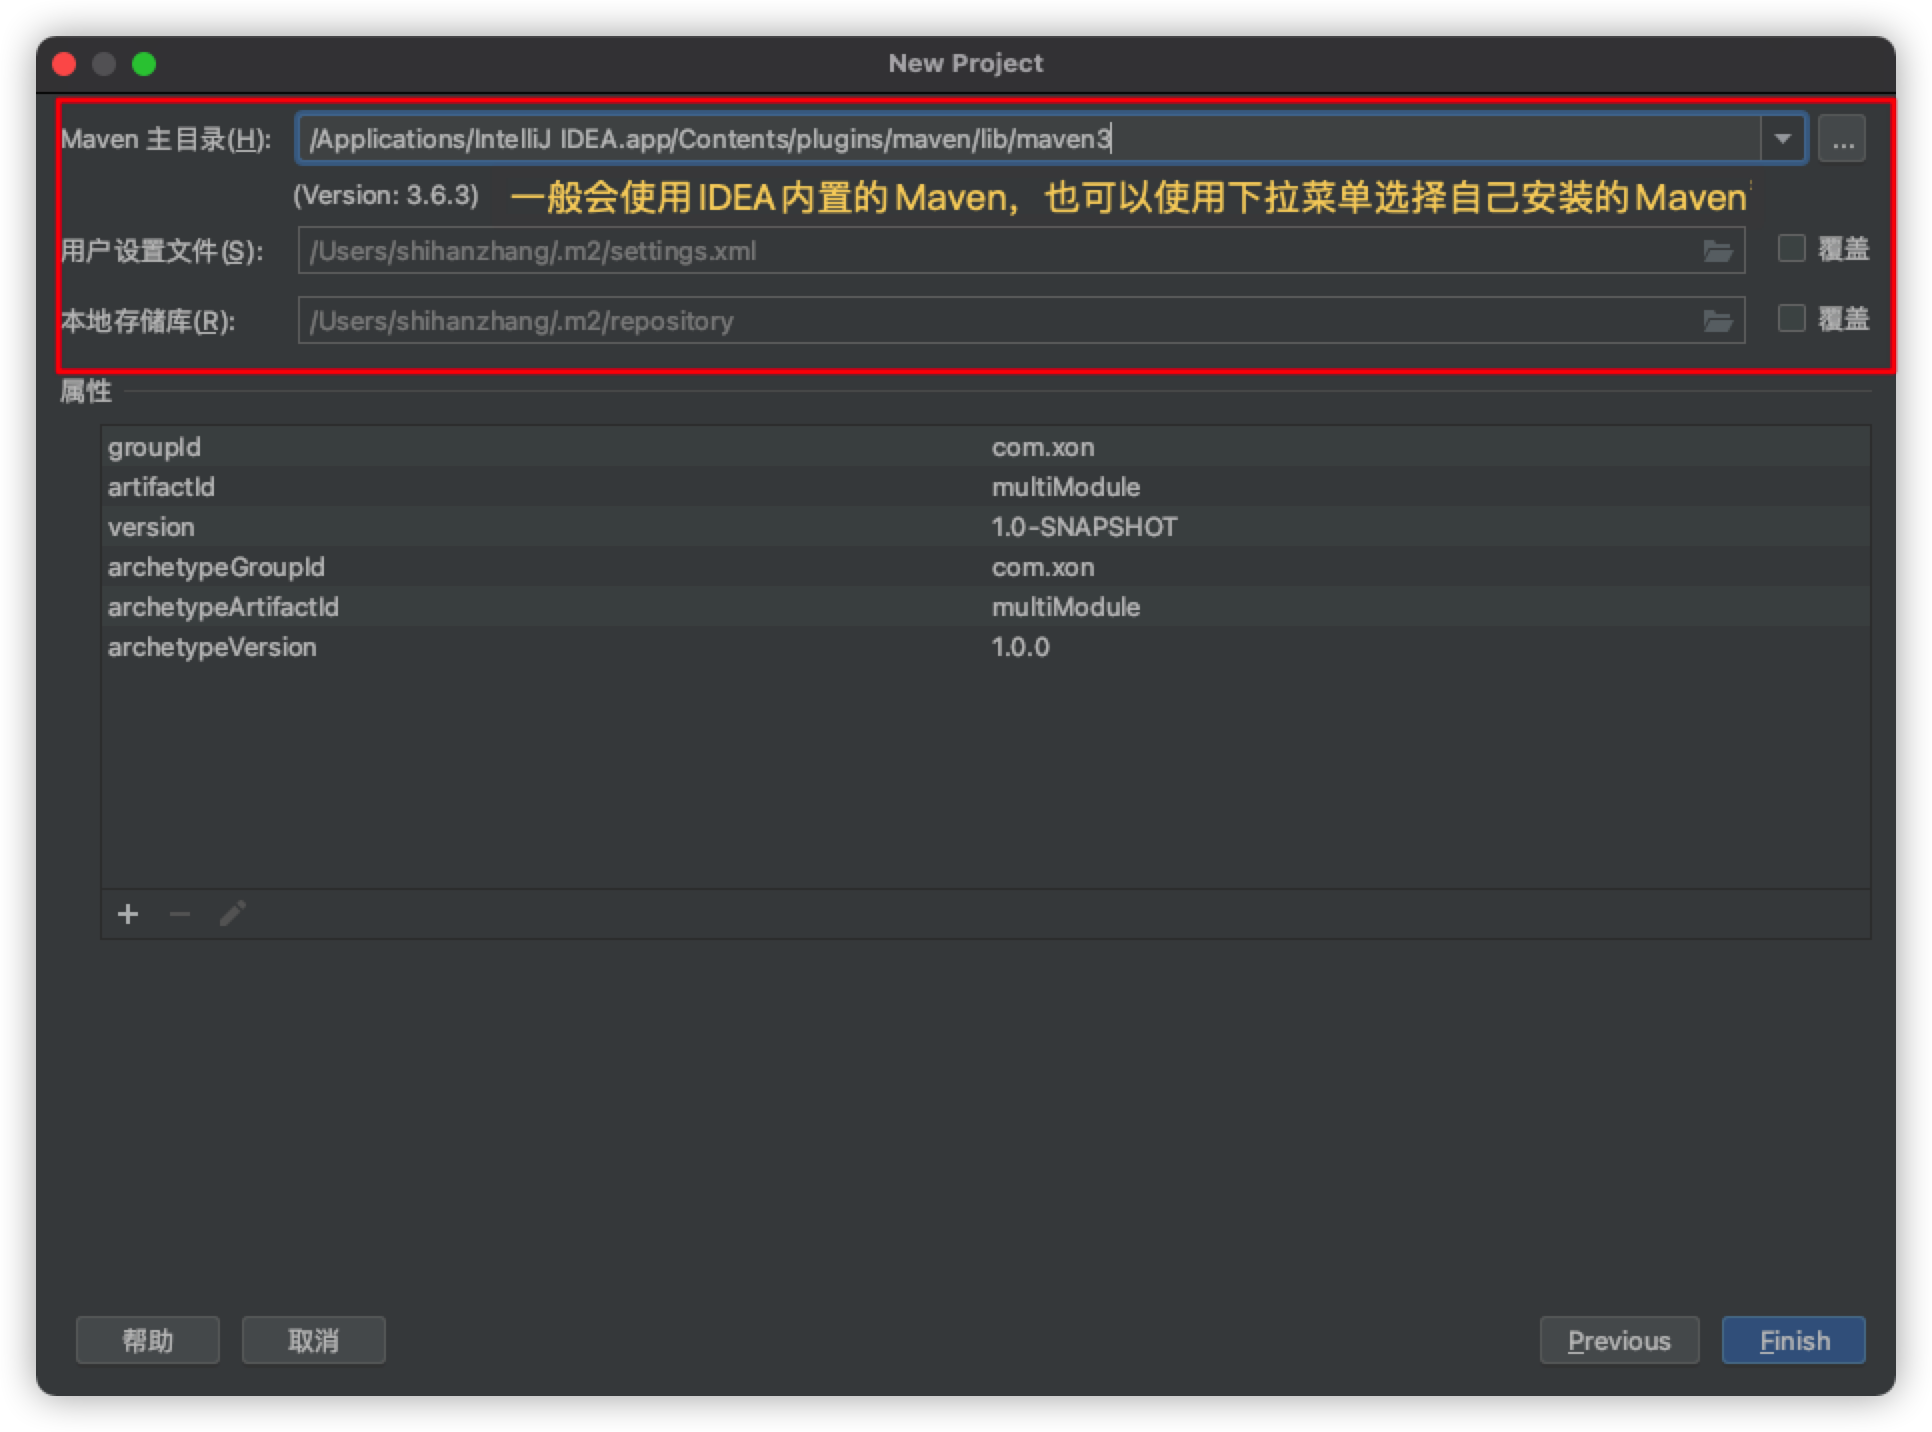 New Project
Maven 主目录(H): /Applications/IntelliJ IDEA.app/Contents/plugins/maven/lib/maven3 ...
(Version: 3.6.3) 一般会使用IDEA内置的Maven，也可以使用下拉菜单选择自己安装的Maven
用户设置文件(S): /Users/shihanzhang/.m2/settings.xml 覆盖
本地存储库(R): /Users/shihanzhang/.m2/repository 覆盖
属性
groupId com.xon
artifactId multiModule
version 1.0-SNAPSHOT
archetypeGroupId com.xon
archetypeArtifactId multiModule
archetypeVersion 1.0.0
帮助 取消 Previous Finish